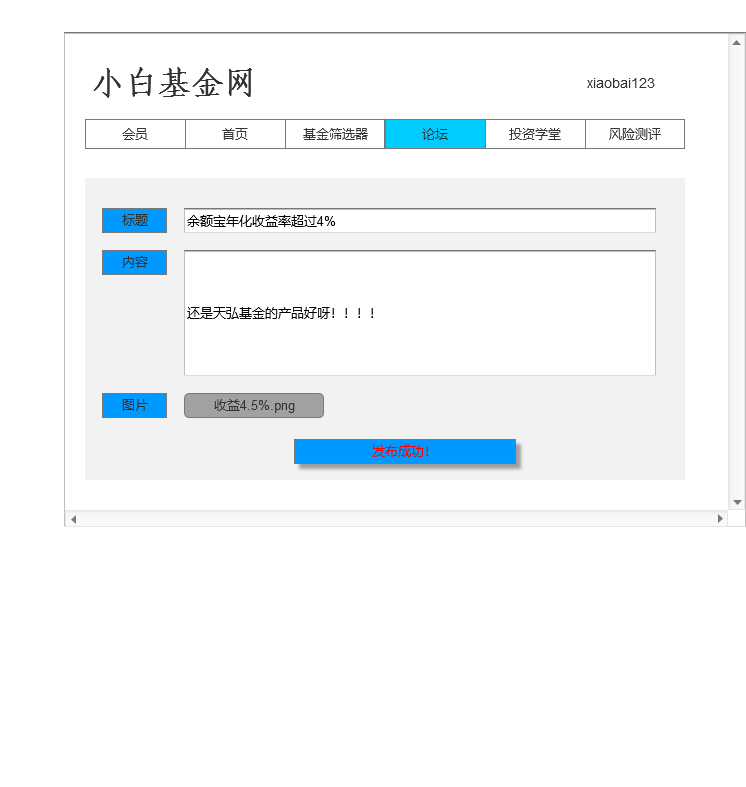 小白基金网
xiaobai123
会员 首页 基金筛选器 论坛 投资学堂 风险测评
标题 余额宝年化收益率超过4%
内容
还是天弘基金的产品好呀！！！！
图片 收益4.5%.png
发布成功！